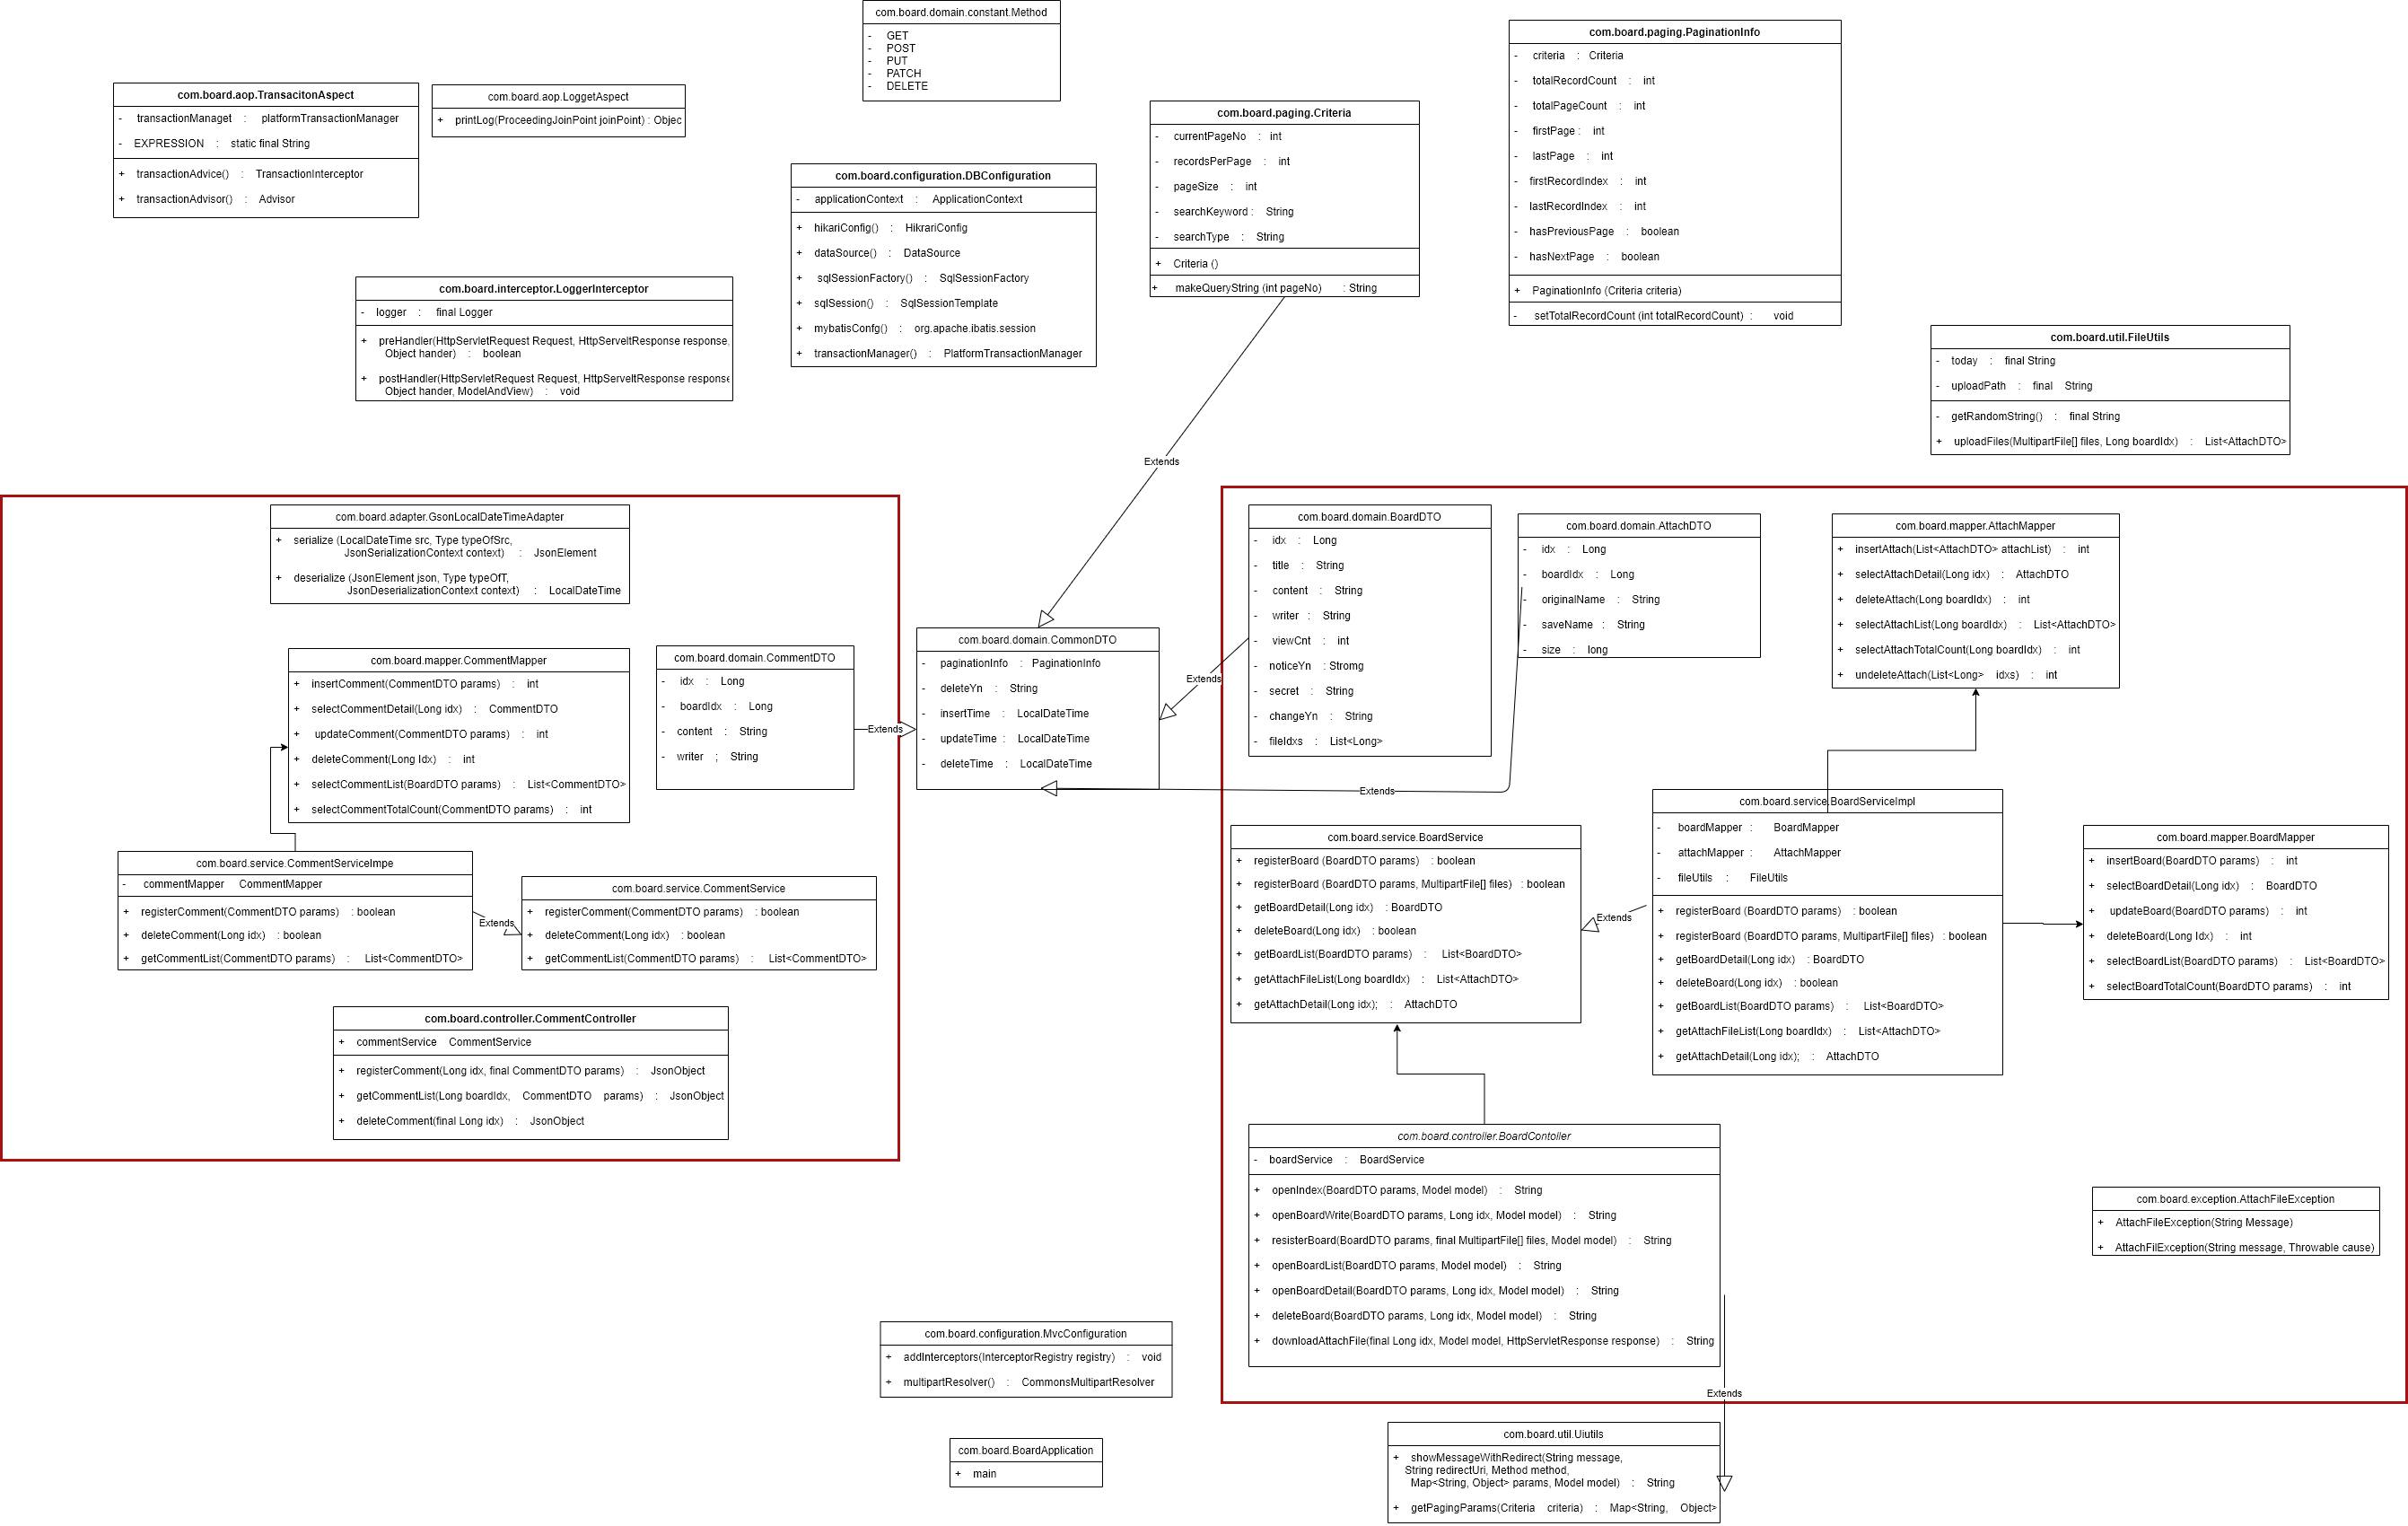 com.board.domain.constant.Method
- GET
- POST
- PUT
- PATCH
- DELETE
com.board.paging.PaginationInfo
- criteria : Criteria
- totalRecordCount : int
- totalPageCount : int
- firstPage : int
- lastPage : int
- firstRecordIndex : int
- lastRecordIndex : int
- hasPreviousPage : boolean
- hasNextPage : boolean
+ PaginationInfo (Criteria criteria)
- setTotalRecordCount (int totalRecordCount) : void
com.board.aop.TransacitonAspect
- transactionManaget : platformTransactionManager
- EXPRESSION : static final String
+ transactionAdvice() : TransactionInterceptor
+ transactionAdvisor() : Advisor
com.board.aop.LoggetAspect
+ printLog(ProceedingJoinPoint joinPoint) : Objec
com.board.paging.Criteria
- currentPageNo : int
- recordsPerPage : int
- pageSize : int
- searchKeyword : String
- searchType : String
+ Criteria ()
+ makeQueryString (int pageNo) : String
com.board.configuration.DBConfiguration
- applicationContext : ApplicationContext
+ hikariConfig() : HikrariConfig
+ dataSource() : DataSource
+ sqlSessionFactory() : SqlSessionFactory
+ sqlSession() : SqlSessionTemplate
+ mybatisConfg() : org.apache.ibatis.session
+ transactionManager() : PlatformTransactionManager
com.board.interceptor.LoggerInterceptor
- logger : final Logger
+ preHandler(HttpServletRequest Request, HttpServeltResponse response,
Object hander) : boolean
+ postHandler(HttpServletRequest Request, HttpServeltResponse response
Object hander, ModelAndView) : void
com.board.util.FileUtils
- today : final String
- uploadPath : final String
- getRandomString() : final String
+ uploadFiles(MultipartFile[] files, Long boardIdx) : List<AttachDTO>
Extends
com.board.adapter.GsonLocalDateTimeAdapter
+ serialize (LocalDateTime src, Type typeOfSrc,
JsonSerializationContext context) : JsonElement
+ deserialize (JsonElement json, Type typeOfT,
JsonDeserializationContext context) : LocalDateTime
com.board.mapper.CommentMapper
+ insertComment(CommentDTO params) : int
+ selectCommentDetail(Long idx) : CommentDTO
+ updateComment(CommentDTO params) : int
+ deleteComment(Long Idx) : int
+ selectCommentList(BoardDTO params) : List<CommentDTO>
+ selectCommentTotalCount(CommentDTO params) : int
com.board.domain.CommentDTO
- idx : Long
- boardIdx : Long
- content : String
- writer ; String
Extends
com.board.domain.CommonDTO
- paginationInfo : PaginationInfo
- deleteYn : String
- insertTime : LocalDateTime
- updateTime : LocalDateTime
- deleteTime : LocalDateTime
Extends
com.board.domain.BoardDTO
- idx : Long
- title : String
- content : String
- writer : String
- viewCnt : int
- noticeYn : Stromg
- secret : String
- changeYn : String
- fileIdxs : List<Long>
com.board.domain.AttachDTO
- idx : Long
- boardIdx : Long
- originalName : String
- saveName : String
- size : long
Extends
com.board.mapper.AttachMapper
+ insertAttach(List<AttachDTO> attachList) : int
+ selectAttachDetail(Long idx) : AttachDTO
+ deleteAttach(Long boardIdx) : int
+ selectAttachList(Long boardIdx) : List<AttachDTO>
+ selectAttachTotalCount(Long boardIdx) : int
+ undeleteAttach(List<Long> idxs) : int
com.board.service.CommentServiceImpe
- commentMapper CommentMapper
+ registerComment(CommentDTO params) : boolean
+ deleteComment(Long idx) : boolean
+ getCommentList(CommentDTO params) : List<CommentDTO>
Extends
com.board.service.CommentService
+ registerComment(CommentDTO params) : boolean
+ deleteComment(Long idx) : boolean
+ getCommentList(CommentDTO params) : List<CommentDTO>
com.board.controller.CommentController
+ commentService CommentService
+ registerComment(Long idx, final CommentDTO params) : JsonObject
+ getCommentList(Long boardIdx, CommentDTO params) : JsonObject
+ deleteComment(final Long idx) : JsonObject
com.board.service.BoardService
+ registerBoard (BoardDTO params) : boolean
+ registerBoard (BoardDTO params, MultipartFile[] files) : boolean
+ getBoardDetail(Long idx) : BoardDTO
+ deleteBoard(Long idx) : boolean
+ getBoardList(BoardDTO params) : List<BoardDTO>
+ getAttachFileList(Long boardIdx) : List<AttachDTO>
+ getAttachDetail(Long idx); : AttachDTO
Extends
com.board.service.BoardServiceImpl
- boardMapper : BoardMapper
- attachMapper : AttachMapper
- fileUtils : FileUtils
+ registerBoard (BoardDTO params) : boolean
+ registerBoard (BoardDTO params, MultipartFile[] files) : boolean
+ getBoardDetail(Long idx) : BoardDTO
+ deleteBoard(Long idx) : boolean
+ getBoardList(BoardDTO params) : List<BoardDTO>
+ getAttachFileList(Long boardIdx) : List<AttachDTO>
+ getAttachDetail(Long idx); : AttachDTO
com.board.mapper.BoardMapper
+ insertBoard(BoardDTO params) : int
+ selectBoardDetail(Long idx) : BoardDTO
+ updateBoard(BoardDTO params) : int
+ deleteBoard(Long Idx) : int
+ selectBoardList(BoardDTO params) : List<BoardDTO>
+ selectBoardTotalCount(BoardDTO params) : int
com.board.controller.BoardContoller
- boardService : BoardService
+ openIndex(BoardDTO params, Model model) : String
+ openBoardWrite(BoardDTO params, Long idx, Model model) : String
+ resisterBoard(BoardDTO params, final MultipartFile[] files, Model model) : String
+ openBoardList(BoardDTO params, Model model) : String
+ openBoardDetail(BoardDTO params, Long idx, Model model) : String
+ deleteBoard(BoardDTO params, Long idx, Model model) : String
+ downloadAttachFile(final Long idx, Model model, HttpServletResponse response) : String
com.board.exception.AttachFileException
+ AttachFileException(String Message)
+ AttachFilException(String message, Throwable cause)
com.board.configuration.MvcConfiguration
+ addInterceptors(InterceptorRegistry registry) : void
+ multipartResolver() : CommonsMultipartResolver
Extends
com.board.BoardApplication
+ main
com.board.util.Uiutils
+ showMessageWithRedirect(String message,
String redirectUri, Method method,
Map<String, Object> params, Model model) : String
+ getPagingParams(Criteria criteria) : Map<String, Object>